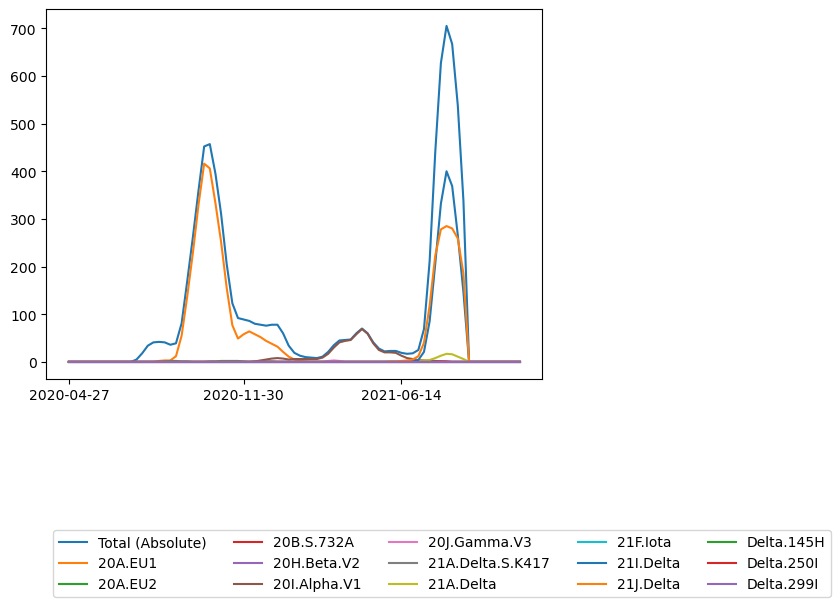 700
600
500
400
300
200
100
0
2020-04-27 2020-11-30 2021-06-14
Total (Absolute) 20B.S.732A 20J.Gamma.V3 21F.Iota Delta.145H
20A.EU1 20H.Beta.V2 21A.Delta.S.K417 21I.Delta Delta.250I
20A.EU2 20I.Alpha.V1 21A.Delta 21J.Delta Delta.299I